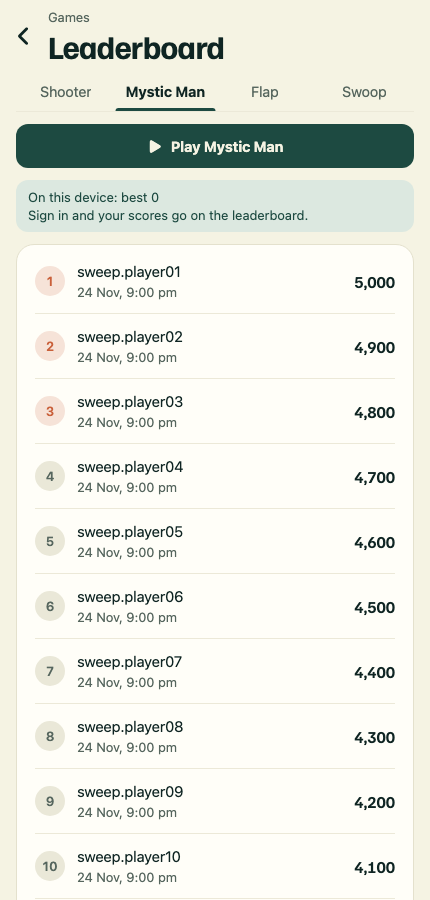 Games
Leaderboard
Shooter
Mystic Man
Flap
Swoop
Play Mystic Man
On this device: best 0
Sign in and your scores go on the leaderboard.
1
sweep.player01
24 Nov, 9:00 pm
5,000
2
sweep.player02
24 Nov, 9:00 pm
4,900
3
sweep.player03
24 Nov, 9:00 pm
4,800
4
sweep.player04
24 Nov, 9:00 pm
4,700
5
sweep.player05
24 Nov, 9:00 pm
4,600
6
sweep.player06
24 Nov, 9:00 pm
4,500
7
sweep.player07
24 Nov, 9:00 pm
4,400
8
sweep.player08
24 Nov, 9:00 pm
4,300
9
sweep.player09
24 Nov, 9:00 pm
4,200
10
sweep.player10
24 Nov, 9:00 pm
4,100